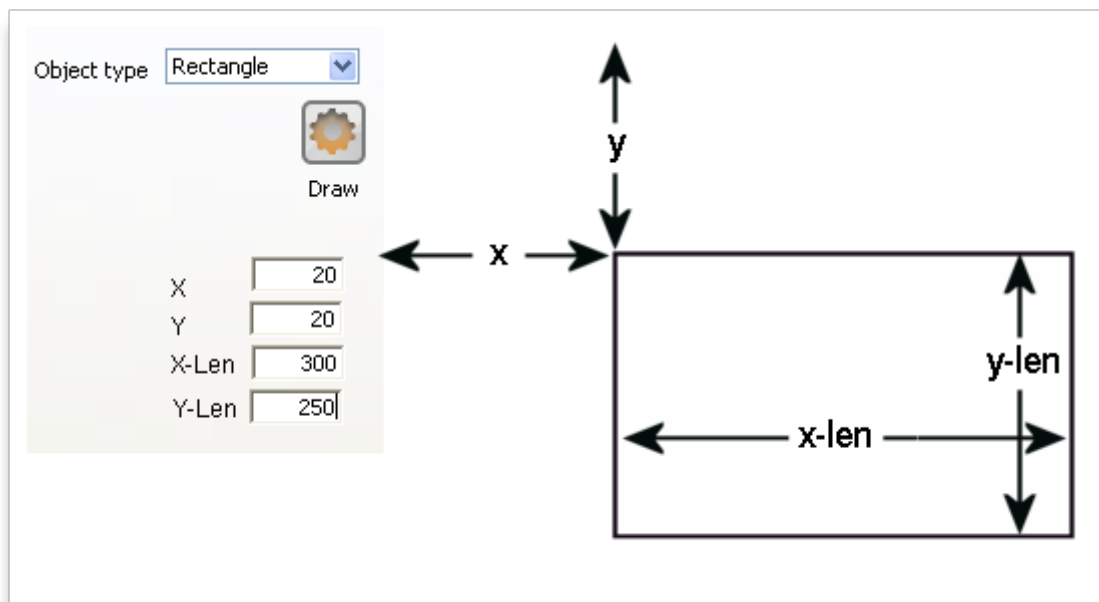 Object type Rectangle
Draw
X 20
Y 20
X-Len 300
Y-Len 250
y
x
y-len
x-len